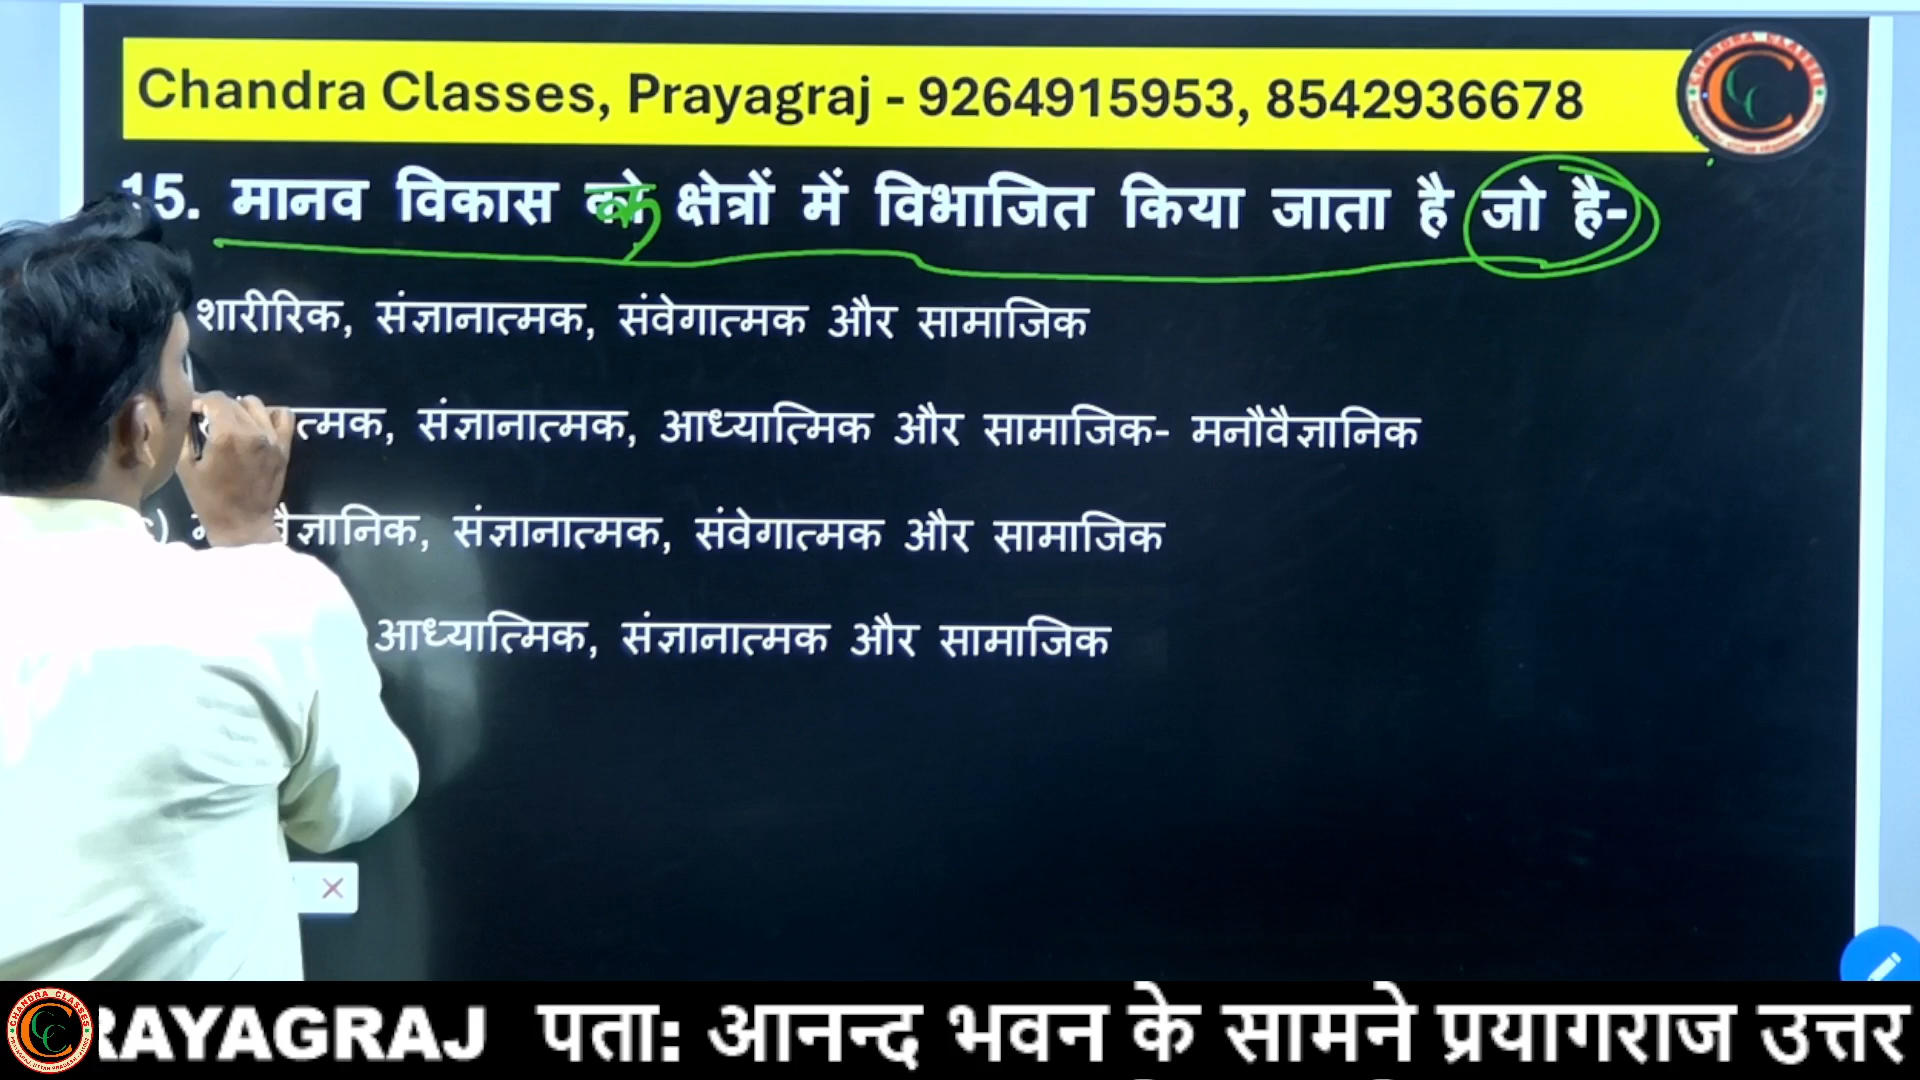 Chandra Classes, Prayagraj - 9264915953, 8542936678
15. मानव विकास को क्षेत्रों में विभाजित किया जाता है जो है-
शारीरिक, संज्ञानात्मक, संवेगात्मक और सामाजिक
त्मक, संज्ञानात्मक, आध्यात्मिक और सामाजिक- मनौवैज्ञानिक
वैज्ञानिक, संज्ञानात्मक, संवेगात्मक और सामाजिक
आध्यात्मिक, संज्ञानात्मक और सामाजिक
RAYAGRAJ पता: आनन्द भवन के सामने प्रयागराज उत्तर